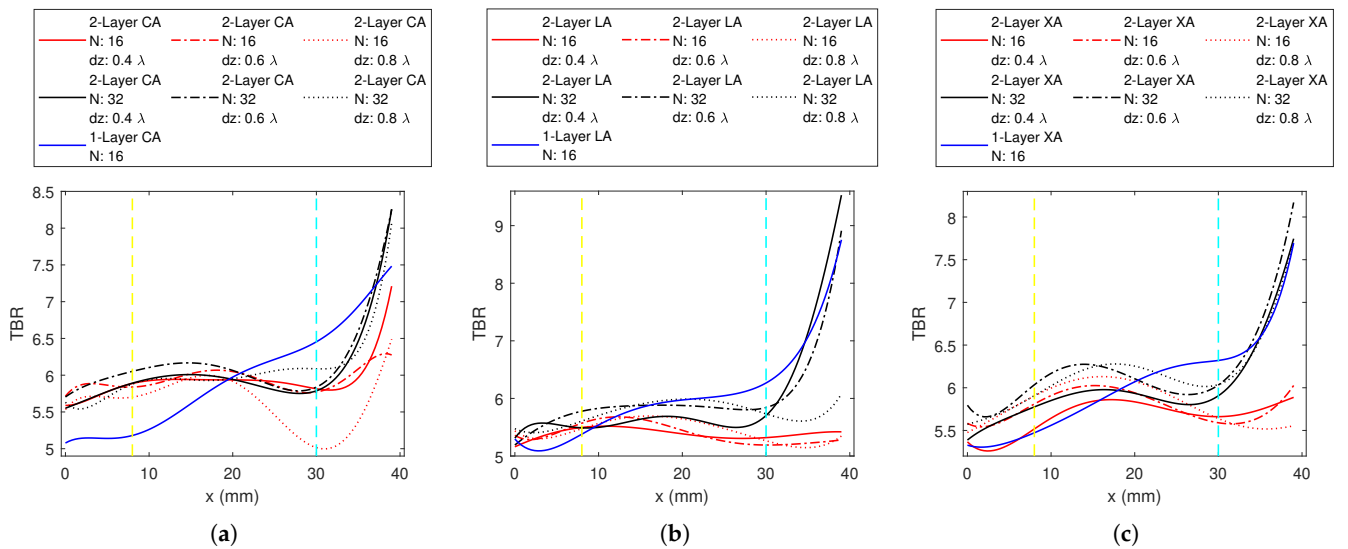 2-Layer CA 2-Layer CA 2-Layer CA
N: 16 N: 16 N: 16
dz: 0.4 λ dz: 0.6 λ dz: 0.8 λ
2-Layer CA 2-Layer CA 2-Layer CA
N: 32 N: 32 N: 32
dz: 0.4 λ dz: 0.6 λ dz: 0.8 λ
1-Layer CA
N: 16
8.5
8
7.5
7
6.5
6
5.5
5
TBR
0 10 20 30 40
x (mm)
(a)
2-Layer LA 2-Layer LA 2-Layer LA
N: 16 N: 16 N: 16
dz: 0.4 λ dz: 0.6 λ dz: 0.8 λ
2-Layer LA 2-Layer LA 2-Layer LA
N: 32 N: 32 N: 32
dz: 0.4 λ dz: 0.6 λ dz: 0.8 λ
1-Layer LA
N: 16
9
8
7
6
5
TBR
0 10 20 30 40
x (mm)
(b)
2-Layer XA 2-Layer XA 2-Layer XA
N: 16 N: 16 N: 16
dz: 0.4 λ dz: 0.6 λ dz: 0.8 λ
2-Layer XA 2-Layer XA 2-Layer XA
N: 32 N: 32 N: 32
dz: 0.4 λ dz: 0.6 λ dz: 0.8 λ
1-Layer XA
N: 16
8
7.5
7
6.5
6
5.5
TBR
0 10 20 30 40
x (mm)
(c)